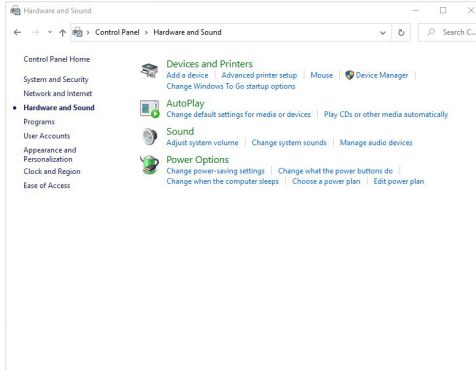 Hardware and Sound
Control Panel > Hardware and Sound
Search C...
Control Panel Home
System and Security
Network and Internet
Hardware and Sound
Programs
User Accounts
Appearance and
Personalization
Clock and Region
Ease of Access
Devices and Printers
Add a device | Advanced printer setup | Mouse | Device Manager |
Change Windows To Go startup options
AutoPlay
Change default settings for media or devices | Play CDs or other media automatically
Sound
Adjust system volume | Change system sounds | Manage audio devices
Power Options
Change power-saving settings | Change what the power buttons do |
Change when the computer sleeps | Choose a power plan | Edit power plan